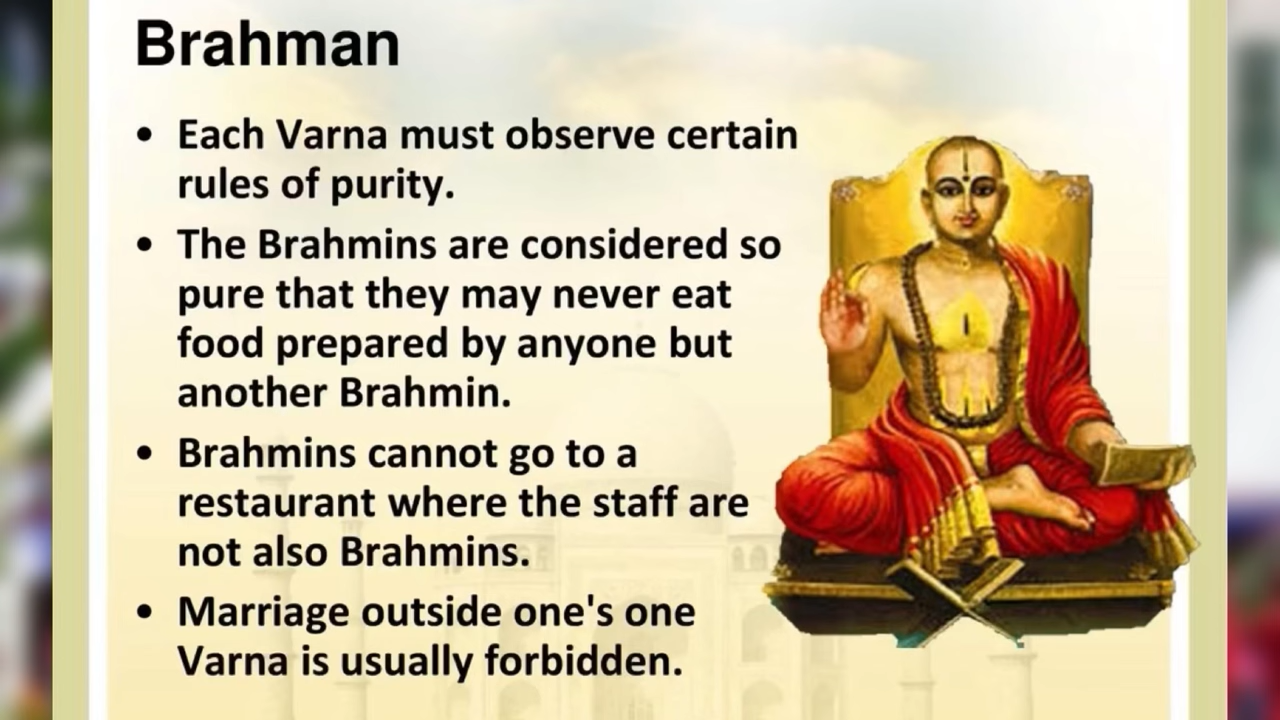 Brahman
• Each Varna must observe certain
rules of purity.
• The Brahmins are considered so
pure that they may never eat
food prepared by anyone but
another Brahmin.
• Brahmins cannot go to a
restaurant where the staff are
not also Brahmins.
• Marriage outside one's one
Varna is usually forbidden.